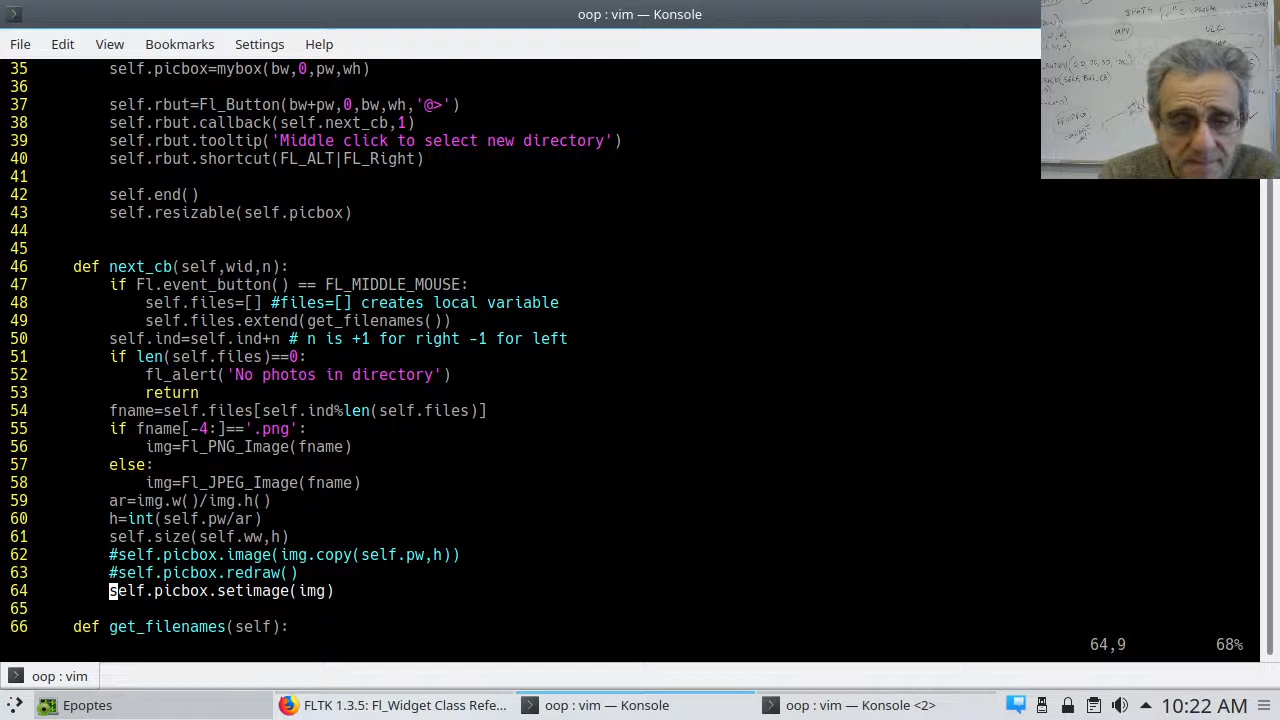 oop : vim — Konsole
File Edit View Bookmarks Settings Help
35 self.picbox=mybox(bw,0,pw,wh)
36
37 self.rbut=Fl_Button(bw+pw,0,bw,wh,'@>')
38 self.rbut.callback(self.next_cb,1)
39 self.rbut.tooltip('Middle click to select new directory')
40 self.rbut.shortcut(FL_ALT|FL_Right)
41
42 self.end()
43 self.resizable(self.picbox)
44
45
46 def next_cb(self,wid,n):
47 if Fl.event_button() == FL_MIDDLE_MOUSE:
48 self.files=[] #files=[] creates local variable
49 self.files.extend(get_filenames())
50 self.ind=self.ind+n # n is +1 for right -1 for left
51 if len(self.files)==0:
52 fl_alert('No photos in directory')
53 return
54 fname=self.files[self.ind%len(self.files)]
55 if fname[-4:]=='.png':
56 img=Fl_PNG_Image(fname)
57 else:
58 img=Fl_JPEG_Image(fname)
59 ar=img.w()/img.h()
60 h=int(self.pw/ar)
61 self.size(self.ww,h)
62 #self.picbox.image(img.copy(self.pw,h))
63 #self.picbox.redraw()
64 self.picbox.setimage(img)
65
66 def get_filenames(self):
64,9 68%
oop : vim
Epoptes FLTK 1.3.5: Fl_Widget Class Refe... oop : vim — Konsole oop : vim — Konsole <2> 10:22 AM